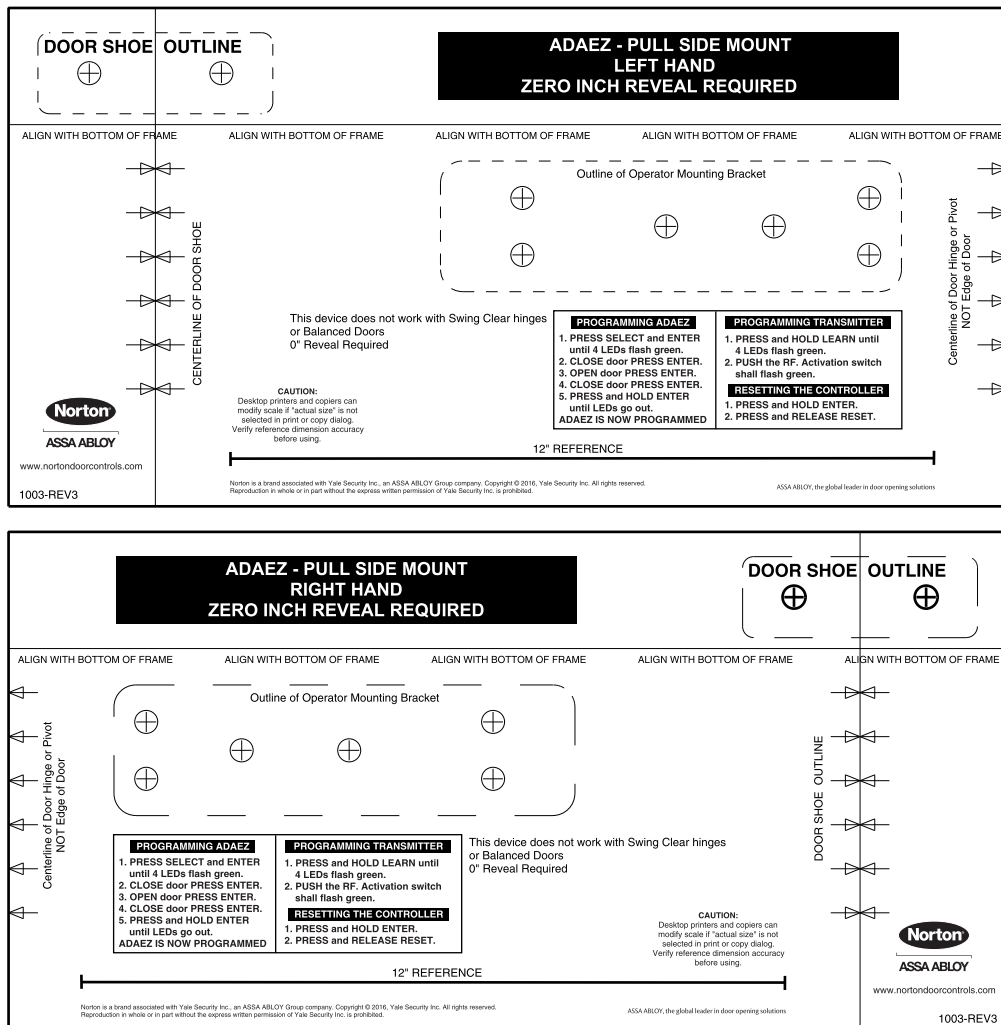 DOOR SHOE OUTLINE
ADAEZ - PULL SIDE MOUNT
LEFT HAND
ZERO INCH REVEAL REQUIRED
ALIGN WITH BOTTOM OF FRAME ALIGN WITH BOTTOM OF FRAME ALIGN WITH BOTTOM OF FRAME ALIGN WITH BOTTOM OF FRAME ALIGN WITH BOTTOM OF FRAME
Outline of Operator Mounting Bracket
CENTERLINE OF DOOR SHOE
Centerline of Door Hinge or Pivot
NOT Edge of Door
This device does not work with Swing Clear hinges
or Balanced Doors
0" Reveal Required
PROGRAMMING ADAEZ
1. PRESS SELECT and ENTER
until 4 LEDs flash green.
2. CLOSE door PRESS ENTER.
3. OPEN door PRESS ENTER.
4. CLOSE door PRESS ENTER.
5. PRESS and HOLD ENTER
until LEDs go out.
ADAEZ IS NOW PROGRAMMED
PROGRAMMING TRANSMITTER
1. PRESS and HOLD LEARN until
4 LEDs flash green.
2. PUSH the RF. Activation switch
shall flash green.
RESETTING THE CONTROLLER
1. PRESS and HOLD ENTER.
2. PRESS and RELEASE RESET.
CAUTION:
Desktop printers and copiers can
modify scale if "actual size" is not
selected in print or copy dialog.
Verify reference dimension accuracy
before using.
Norton®
ASSA ABLOY
www.nortondoorcontrols.com
1003-REV3
12" REFERENCE
Norton is a brand associated with Yale Security Inc., an ASSA ABLOY Group company. Copyright © 2016, Yale Security Inc. All rights reserved.
Reproduction in whole or in part without the express written permission of Yale Security Inc. is prohibited.
ASSA ABLOY, the global leader in door opening solutions
ADAEZ - PULL SIDE MOUNT
RIGHT HAND
ZERO INCH REVEAL REQUIRED
DOOR SHOE OUTLINE
ALIGN WITH BOTTOM OF FRAME ALIGN WITH BOTTOM OF FRAME ALIGN WITH BOTTOM OF FRAME ALIGN WITH BOTTOM OF FRAME ALIGN WITH BOTTOM OF FRAME
Outline of Operator Mounting Bracket
Centerline of Door Hinge or Pivot
NOT Edge of Door
DOOR SHOE OUTLINE
PROGRAMMING ADAEZ
1. PRESS SELECT and ENTER
until 4 LEDs flash green.
2. CLOSE door PRESS ENTER.
3. OPEN door PRESS ENTER.
4. CLOSE door PRESS ENTER.
5. PRESS and HOLD ENTER
until LEDs go out.
ADAEZ IS NOW PROGRAMMED
PROGRAMMING TRANSMITTER
1. PRESS and HOLD LEARN until
4 LEDs flash green.
2. PUSH the RF. Activation switch
shall flash green.
RESETTING THE CONTROLLER
1. PRESS and HOLD ENTER.
2. PRESS and RELEASE RESET.
This device does not work with Swing Clear hinges
or Balanced Doors
0" Reveal Required
CAUTION:
Desktop printers and copiers can
modify scale if "actual size" is not
selected in print or copy dialog.
Verify reference dimension accuracy
before using.
Norton®
ASSA ABLOY
www.nortondoorcontrols.com
1003-REV3
12" REFERENCE
Norton is a brand associated with Yale Security Inc., an ASSA ABLOY Group company. Copyright © 2016, Yale Security Inc. All rights reserved.
Reproduction in whole or in part without the express written permission of Yale Security Inc. is prohibited.
ASSA ABLOY, the global leader in door opening solutions